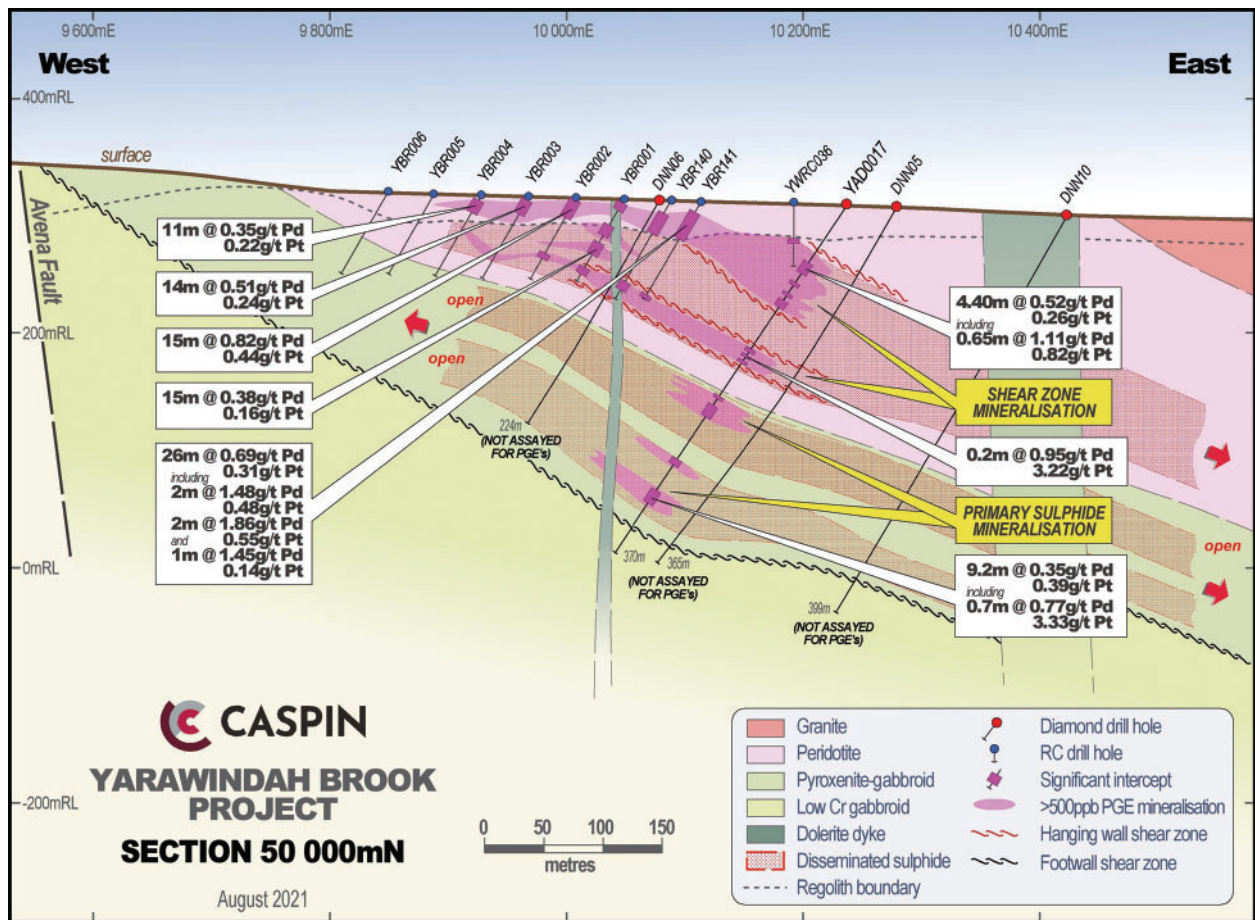 9 600mE
9 800mE
10 000mE
10 200mE
10 400mE
West
East
400mRL
200mRL
0mRL
-200mRL
surface
Avena Fault
YBR006
YBR005
YBR004
YBR003
YBR002
YBR001
DNN06
YBR140
YBR141
YWRC036
YAD0017
DNN05
DNN10
11m @ 0.35g/t Pd
0.22g/t Pt
14m @ 0.51g/t Pd
0.24g/t Pt
15m @ 0.82g/t Pd
0.44g/t Pt
15m @ 0.38g/t Pd
0.16g/t Pt
26m @ 0.69g/t Pd
0.31g/t Pt
including
2m @ 1.48g/t Pd
0.48g/t Pt
2m @ 1.86g/t Pd
and 0.55g/t Pt
1m @ 1.45g/t Pd
0.14g/t Pt
open
open
224m
(NOT ASSAYED
FOR PGE's)
370m
365m
(NOT ASSAYED
FOR PGE's)
399m
(NOT ASSAYED
FOR PGE's)
4.40m @ 0.52g/t Pd
0.26g/t Pt
including
0.65m @ 1.11g/t Pd
0.82g/t Pt
SHEAR ZONE
MINERALISATION
0.2m @ 0.95g/t Pd
3.22g/t Pt
PRIMARY SULPHIDE
MINERALISATION
open
9.2m @ 0.35g/t Pd
0.39g/t Pt
including
0.7m @ 0.77g/t Pd
3.33g/t Pt
CASPIN
YARAWINDAH BROOK
PROJECT
SECTION 50 000mN
August 2021
0 50 100 150
metres
Granite
Peridotite
Pyroxenite-gabbroid
Low Cr gabbroid
Dolerite dyke
Disseminated sulphide
Regolith boundary
Diamond drill hole
RC drill hole
Significant intercept
>500ppb PGE mineralisation
Hanging wall shear zone
Footwall shear zone